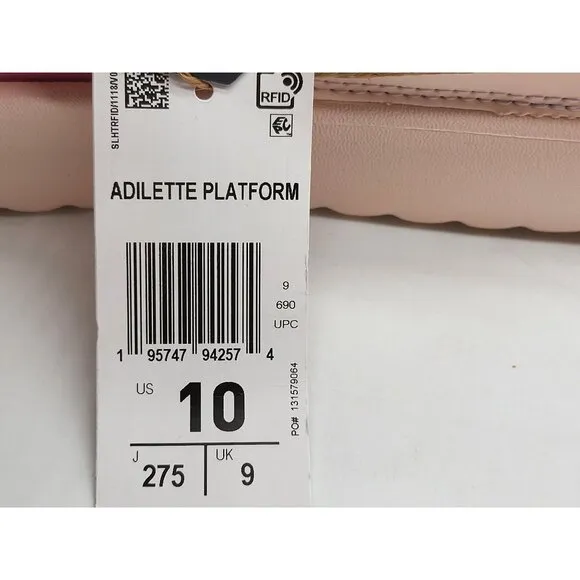 SLHTRFID/1118/V0
RFID
ADILETTE PLATFORM
9
690
UPC
1 95747 94257 4
PO# 131579064
US 10
J 275
UK 9